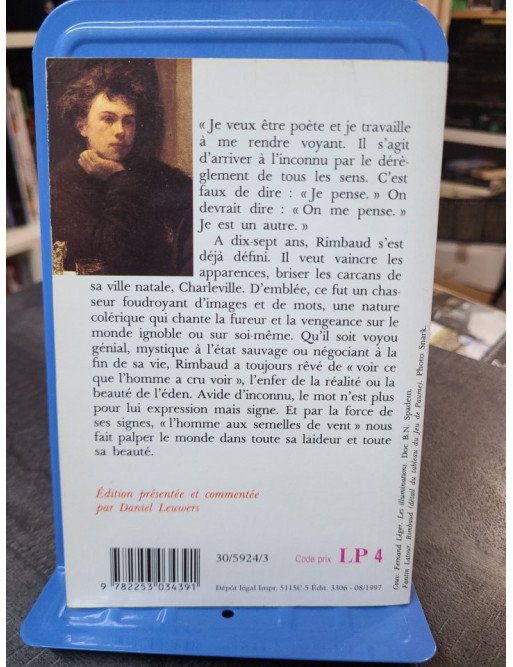 « Je veux être poète et je travaille
à me rendre voyant. Il s'agit
d'arriver à l'inconnu par le dérè-
glement de tous les sens. C'est
faux de dire : « Je pense. » On
devrait dire : « On me pense. »
Je est un autre. »
A dix-sept ans, Rimbaud s'est
déjà défini. Il veut vaincre les
apparences, briser les carcans de
sa ville natale, Charleville. D'emblée, ce fut un chas-
seur foudroyant d'images et de mots, une nature
colérique qui chante la fureur et la vengeance sur le
monde ignoble ou sur soi-même. Qu'il soit voyou
génial, mystique à l'état sauvage ou négociant à la
fin de sa vie, Rimbaud a toujours rêvé de « voir ce
que l'homme a cru voir », l'enfer de la réalité ou la
beauté de l'éden. Avide d'inconnu, le mot n'est plus
pour lui expression mais signe. Et par la force de
ses signes, « l'homme aux semelles de vent » nous
fait palper le monde dans toute sa laideur et toute
sa beauté.
Édition présentée et commentée
par Daniel Leuwers
30/5924/3
Code prix LP 4
9 782253 034391
Dépôt légal Impr. 5115C-5 Édit. 3306 - 08/1997
Couv. Fernand Léger. Les illuminations. Doc B.N. Spadem.
Fantin Latour. Rimbaud (détail du tableau du Jeu de Paume). Photo Snark.